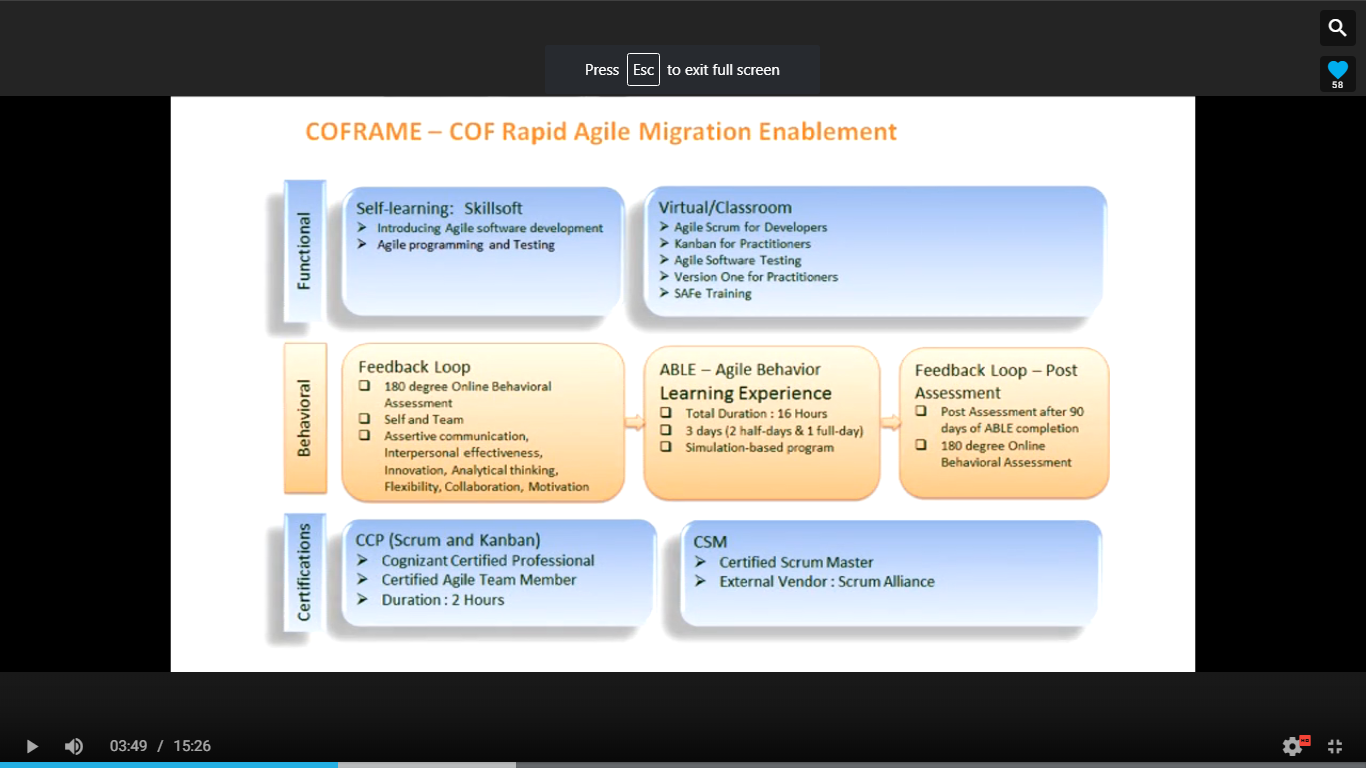 Press Esc to exit full screen
58
COFRAME – COF Rapid Agile Migration Enablement
Functional
Self-learning: Skillsoft
Introducing Agile software development
Agile programming and Testing
Virtual/Classroom
Agile Scrum for Developers
Kanban for Practitioners
Agile Software Testing
Version One for Practitioners
SAFe Training
Behavioral
Feedback Loop
180 degree Online Behavioral
Assessment
Self and Team
Assertive communication,
Interpersonal effectiveness,
Innovation, Analytical thinking,
Flexibility, Collaboration, Motivation
ABLE – Agile Behavior
Learning Experience
Total Duration : 16 Hours
3 days (2 half-days & 1 full-day)
Simulation-based program
Feedback Loop – Post
Assessment
Post Assessment after 90
days of ABLE completion
180 degree Online
Behavioral Assessment
Certifications
CCP (Scrum and Kanban)
Cognizant Certified Professional
Certified Agile Team Member
Duration : 2 Hours
CSM
Certified Scrum Master
External Vendor : Scrum Alliance
03:49 / 15:26
HD